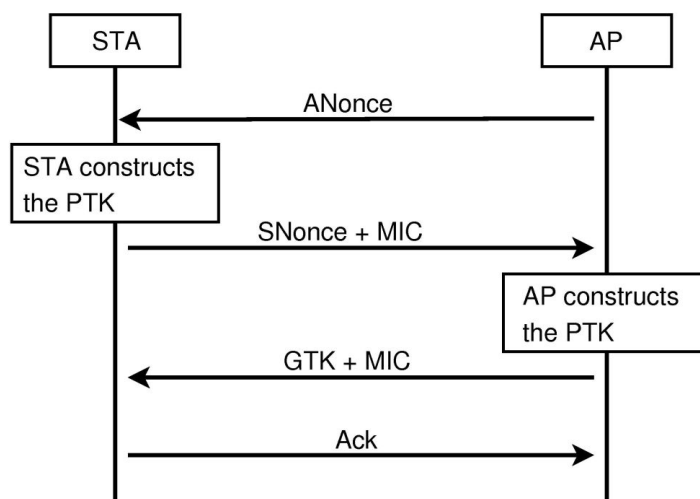 STA
AP
ANonce
STA constructs
the PTK
SNonce + MIC
AP constructs
the PTK
GTK + MIC
Ack